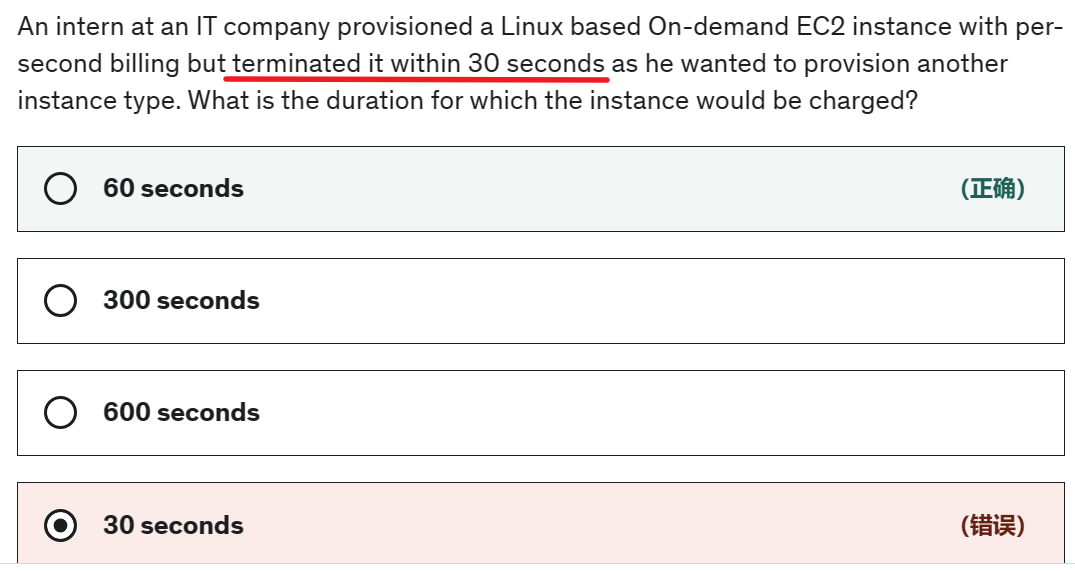 An intern at an IT company provisioned a Linux based On-demand EC2 instance with per-
second billing but terminated it within 30 seconds as he wanted to provision another
instance type. What is the duration for which the instance would be charged?
60 seconds (正确)
300 seconds
600 seconds
30 seconds (错误)